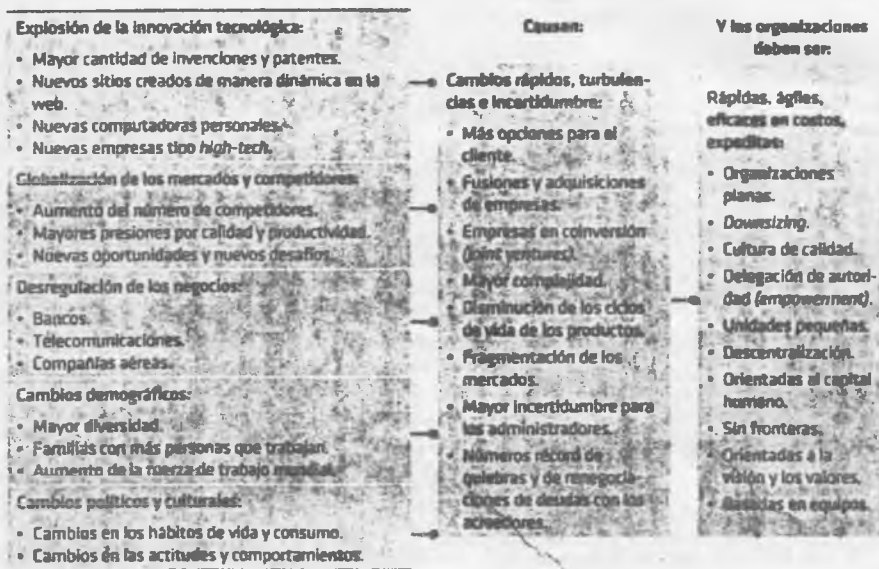 Explosión de la innovación tecnológica:
• Mayor cantidad de invenciones y patentes.
• Nuevos sitios creados de manera dinámica en la
web.
• Nuevas computadoras personales.
• Nuevas empresas tipo high-tech.
Globalización de los mercados y competidores:
• Aumento del número de competidores.
• Mayores presiones por calidad y productividad.
• Nuevas oportunidades y nuevos desafíos.
Desregulación de los negocios:
• Bancos.
• Telecomunicaciones.
• Compañías aéreas.
Cambios demográficos:
• Mayor diversidad.
• Familias con más personas que trabajan.
• Aumento de la fuerza de trabajo mundial.
Cambios políticos y culturales:
• Cambios en los hábitos de vida y consumo.
• Cambios en las actitudes y comportamientos.
Causan:
Cambios rápidos, turbulen-
cias e incertidumbre:
• Más opciones para el
cliente.
• Fusiones y adquisiciones
de empresas.
• Empresas en coinversión
(joint ventures).
• Mayor complejidad.
• Disminución de los ciclos
de vida de los productos.
• Fragmentación de los
mercados.
• Mayor incertidumbre para
los administradores.
• Números récord de
quiebras y de renegocia-
ciones de deudas con los
acreedores.
Y las organizaciones
deben ser:
Rápidas, ágiles,
eficaces en costos,
expeditas:
• Organizaciones
planas.
• Downsizing.
• Cultura de calidad.
• Delegación de autori-
dad (empowerment).
• Unidades pequeñas.
• Descentralización.
• Orientadas al capital
humano.
• Sin fronteras.
• Orientadas a la
visión y los valores.
• Basadas en equipos.